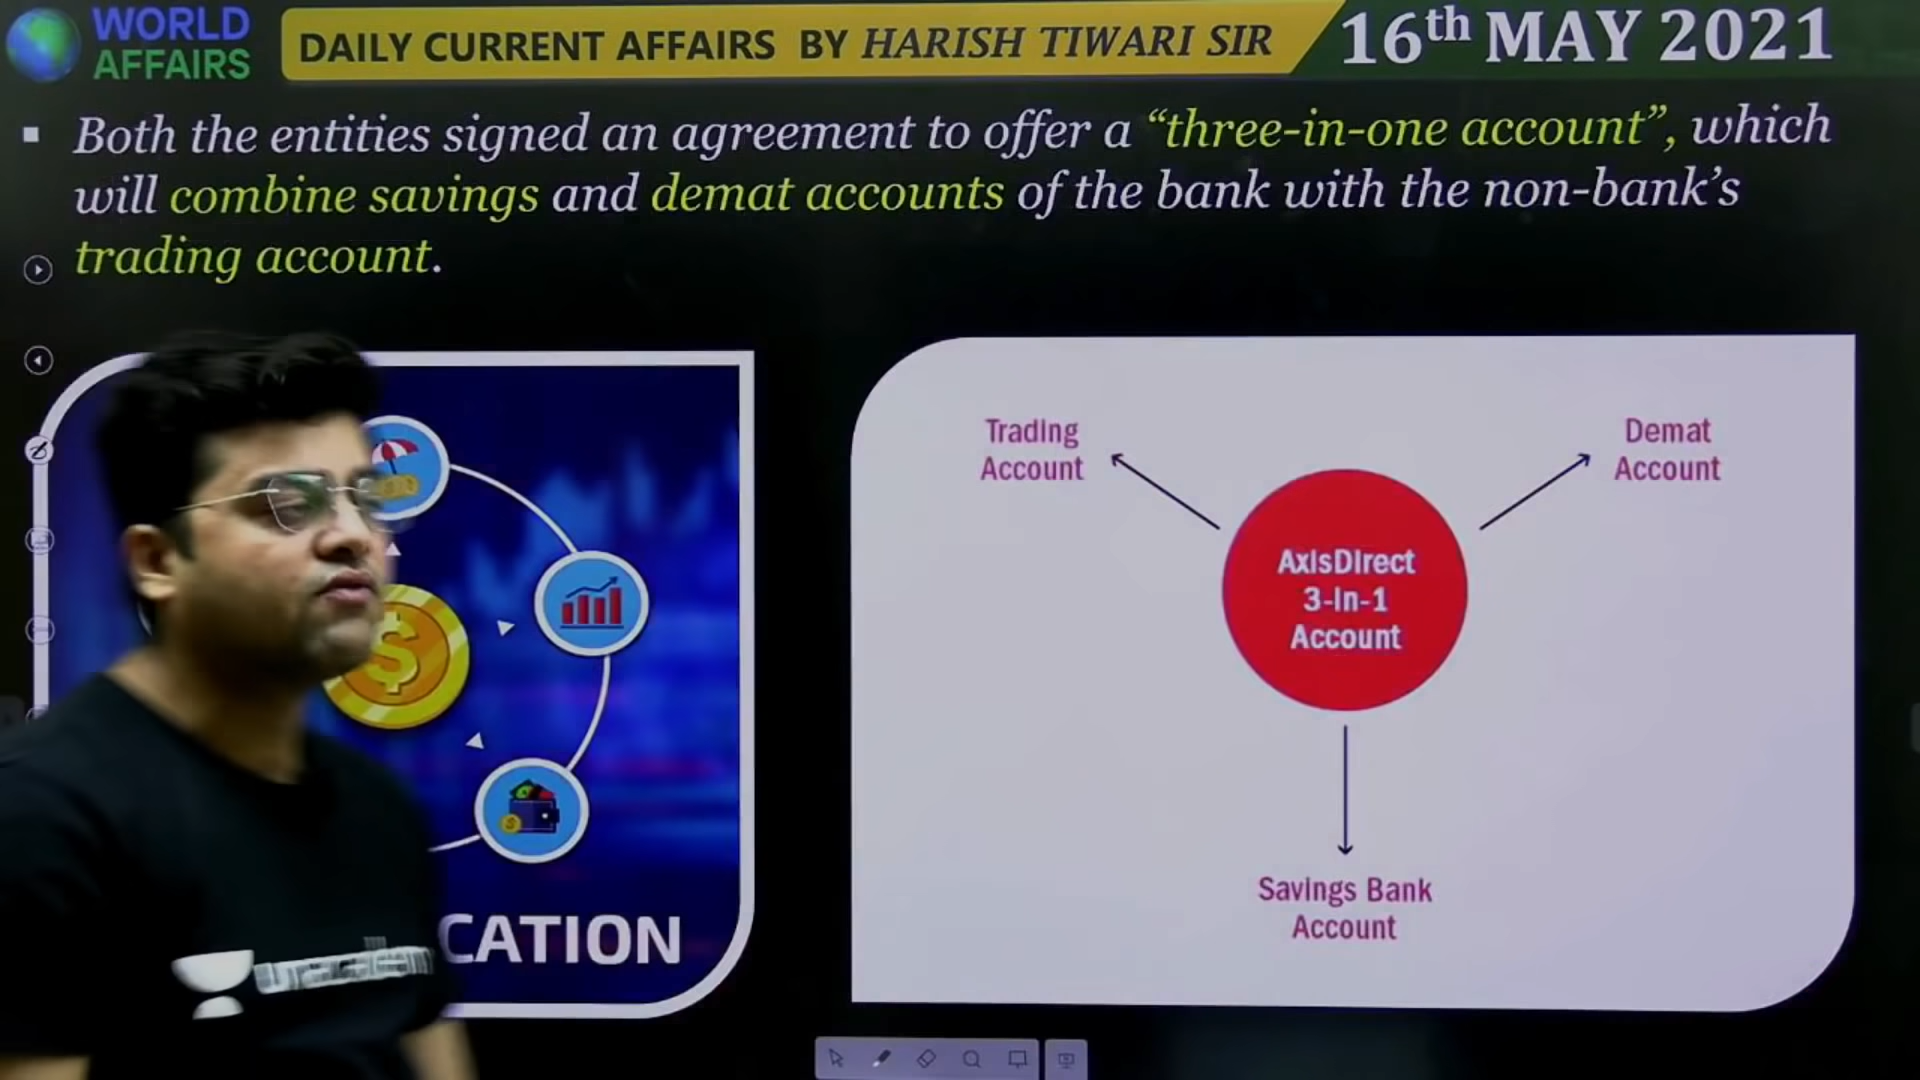 WORLD
AFFAIRS
DAILY CURRENT AFFAIRS BY HARISH TIWARI SIR
16th MAY 2021
Both the entities signed an agreement to offer a “three-in-one account”, which
will combine savings and demat accounts of the bank with the non-bank’s
trading account.
Trading
Account
Demat
Account
AxisDirect
3-in-1
Account
Savings Bank
Account
CATION